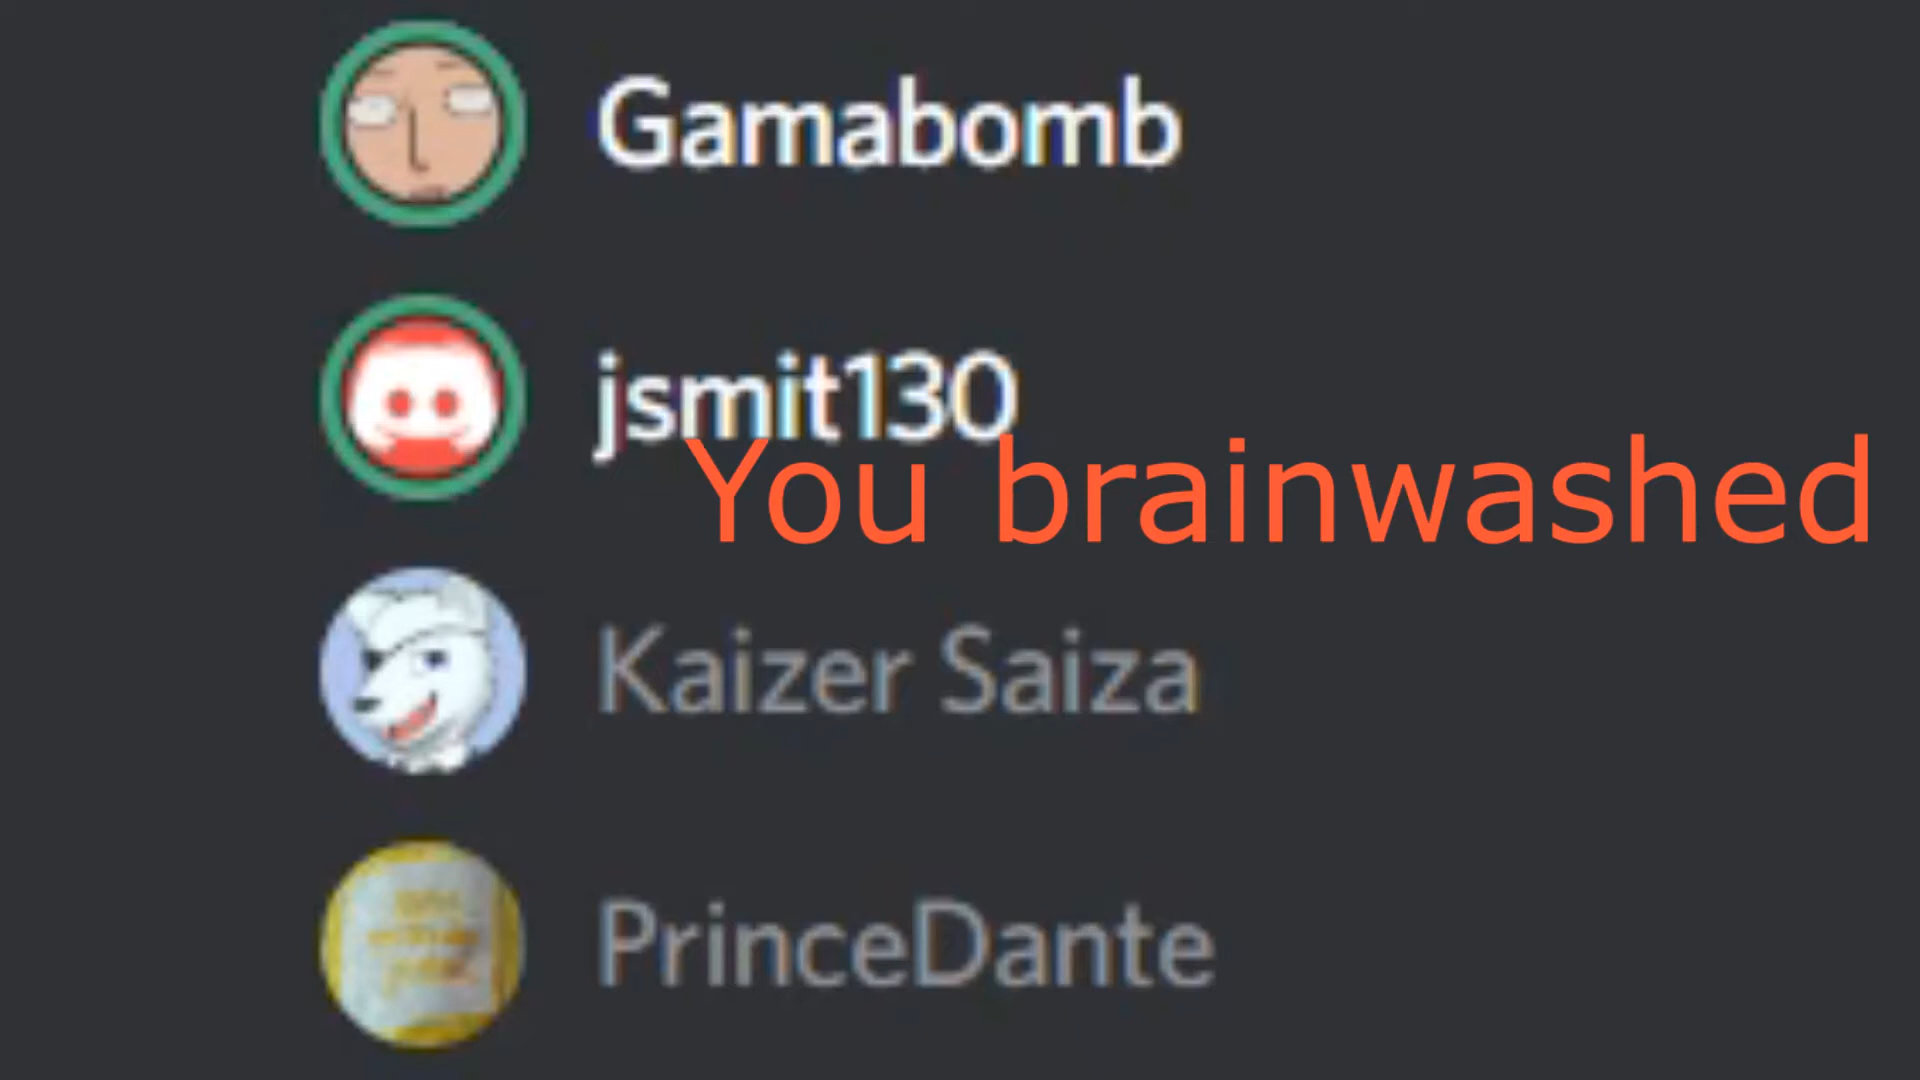 Gamabomb
jsmit130
You brainwashed
Kaizer Saiza
PrinceDante